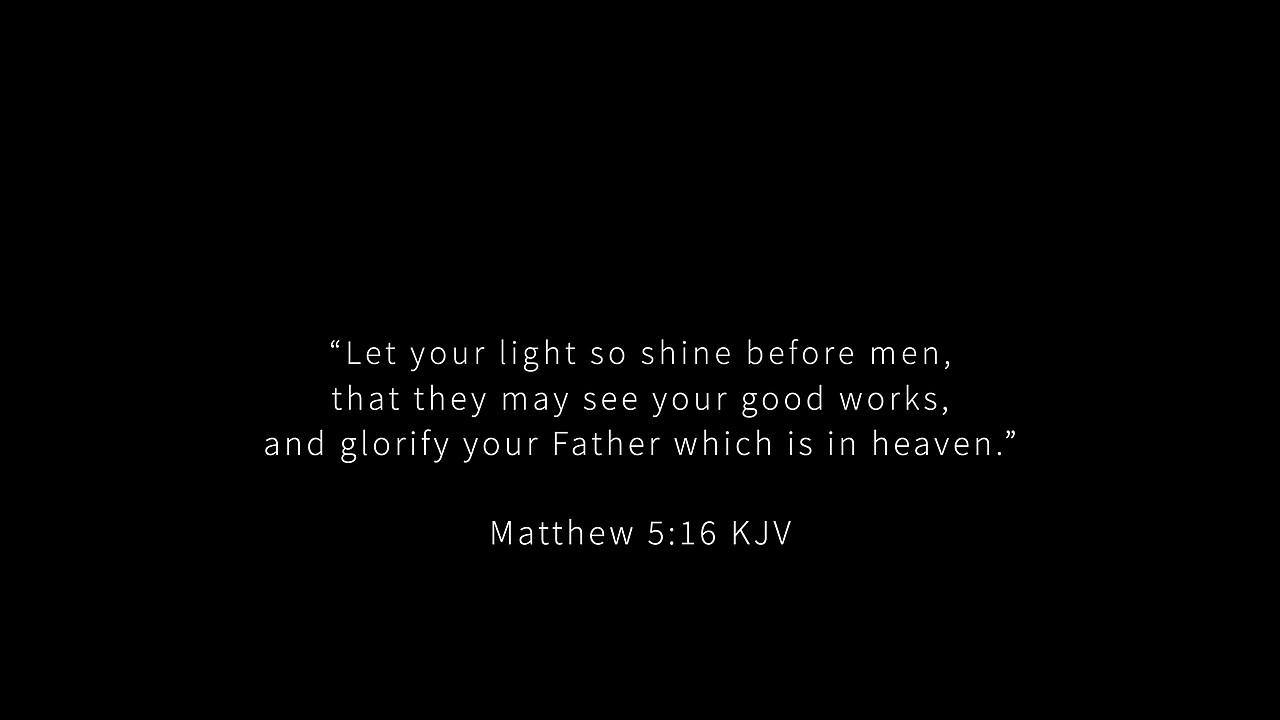 “Let your light so shine before men,
that they may see your good works,
and glorify your Father which is in heaven.”
Matthew 5:16 KJV